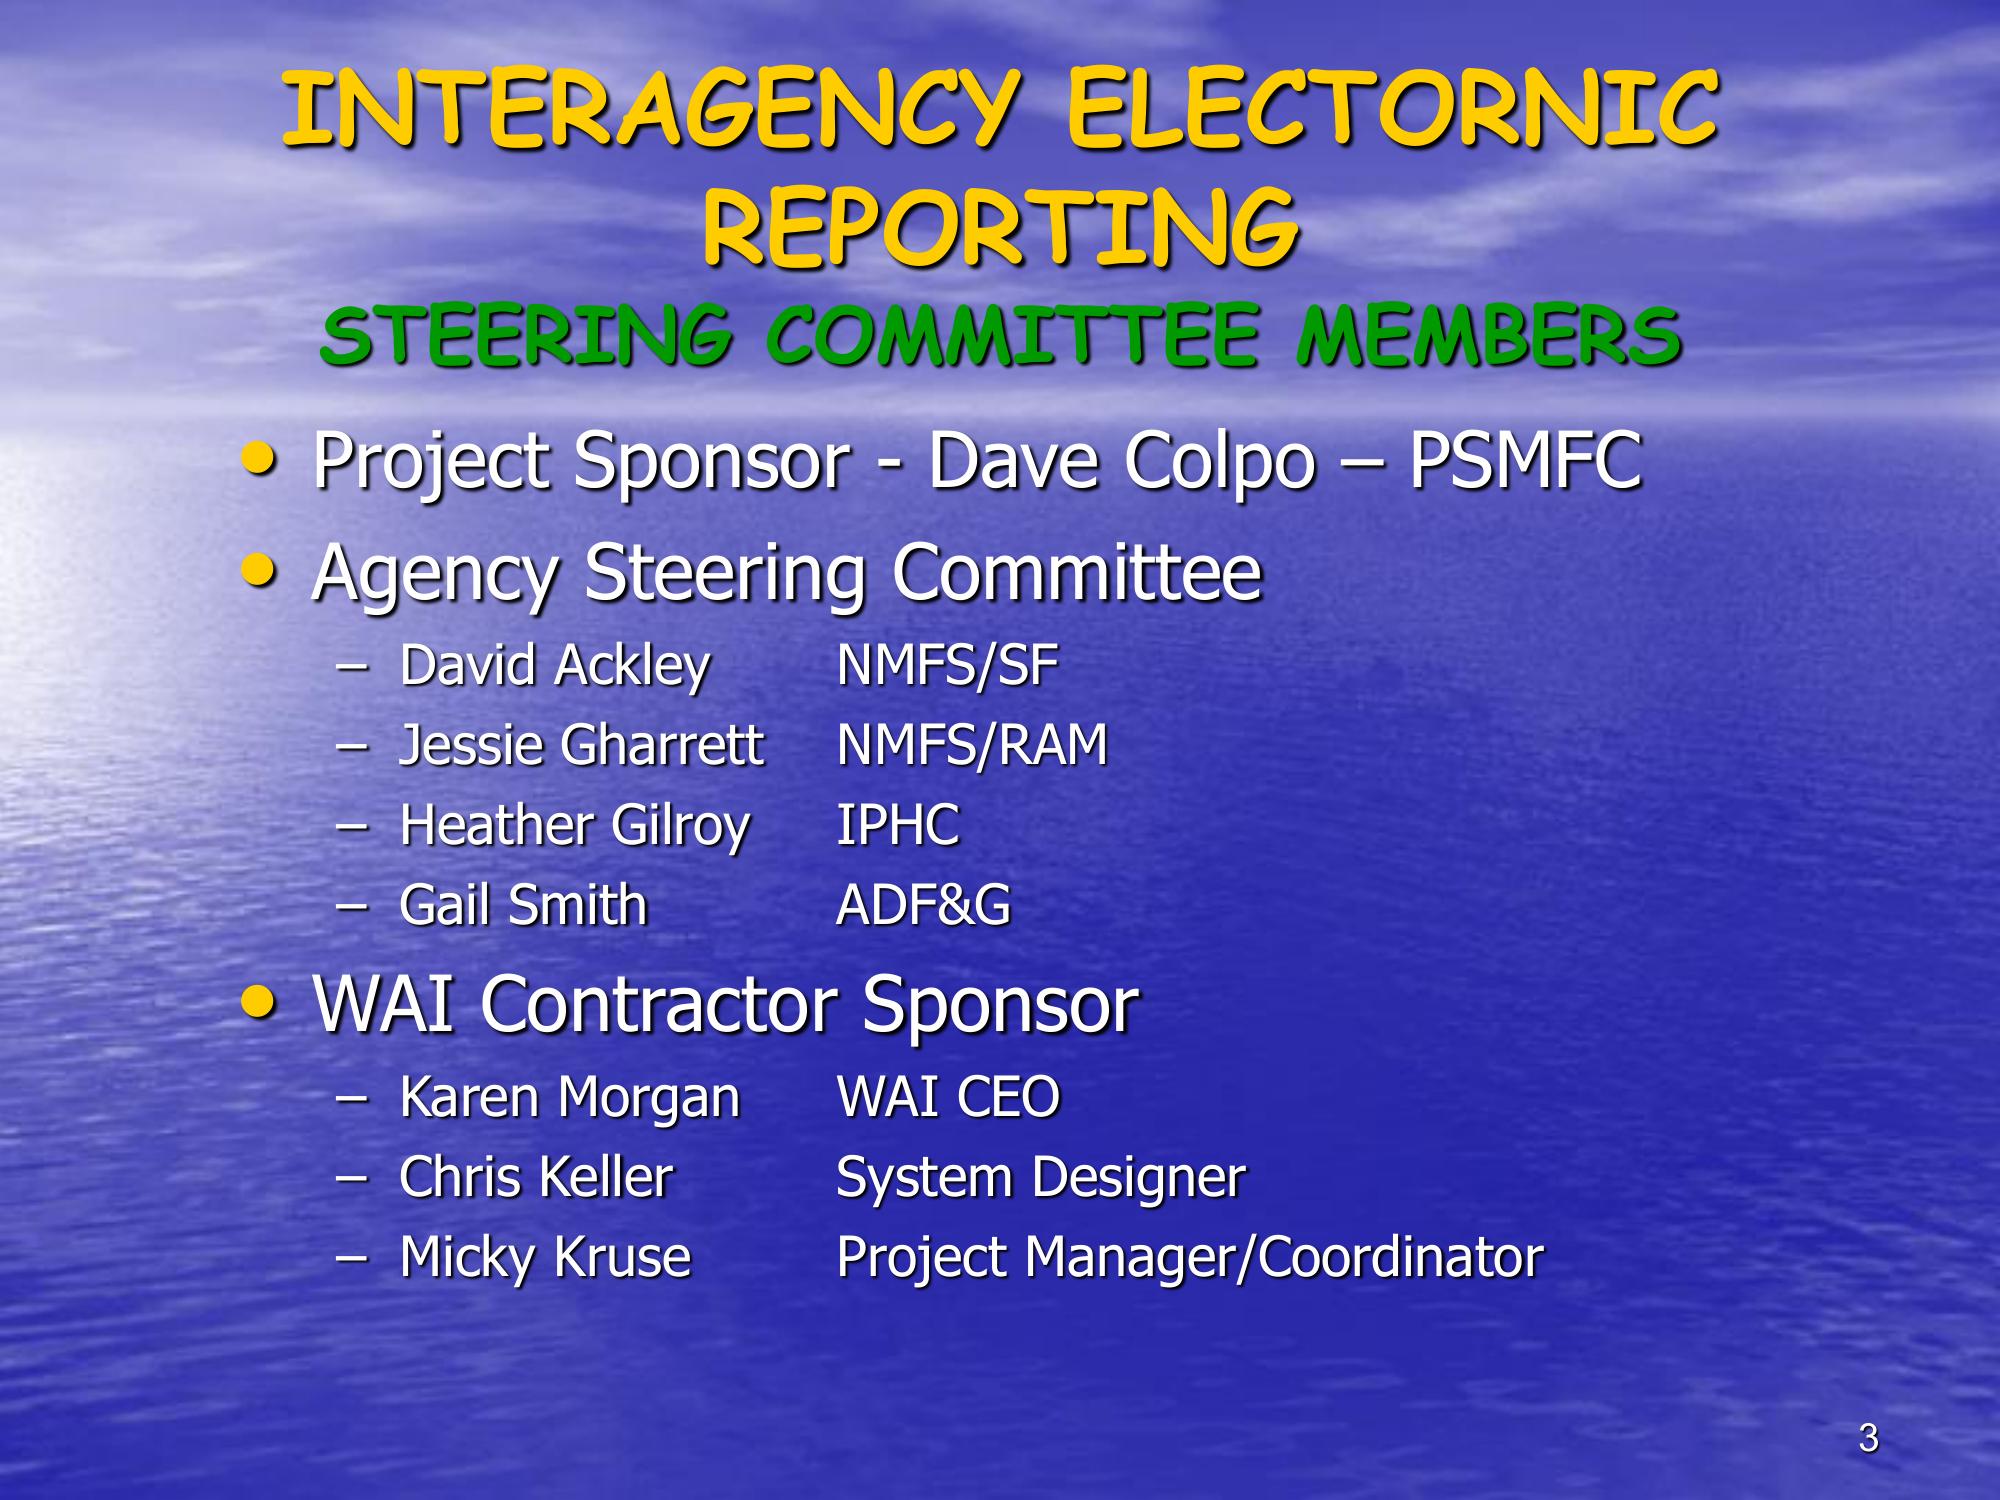 INTERAGENCY ELECTORNIC
REPORTING
STEERING COMMITTEE MEMBERS
• Project Sponsor - Dave Colpo – PSMFC
• Agency Steering Committee
– David Ackley NMFS/SF
– Jessie Gharrett NMFS/RAM
– Heather Gilroy IPHC
– Gail Smith ADF&G
• WAI Contractor Sponsor
– Karen Morgan WAI CEO
– Chris Keller System Designer
– Micky Kruse Project Manager/Coordinator
3